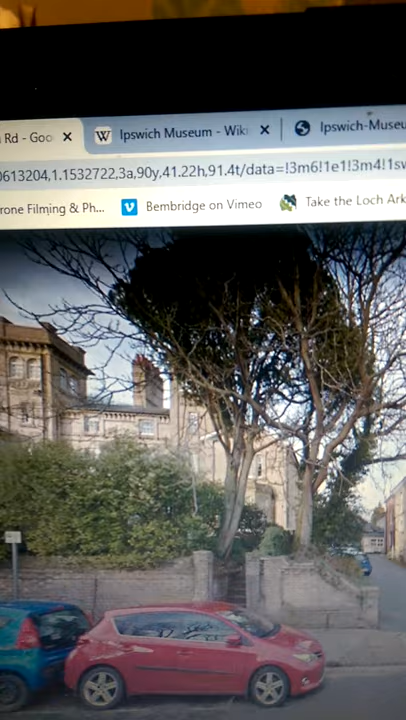 Rd - Goo × W Ipswich Museum - Wiki × Ipswich-Museu
0613204,1.1532722,3a,90y,41.22h,91.4t/data=!3m6!1e1!3m4!1sv
rone Filming & Ph... Bembridge on Vimeo Take the Loch Ark